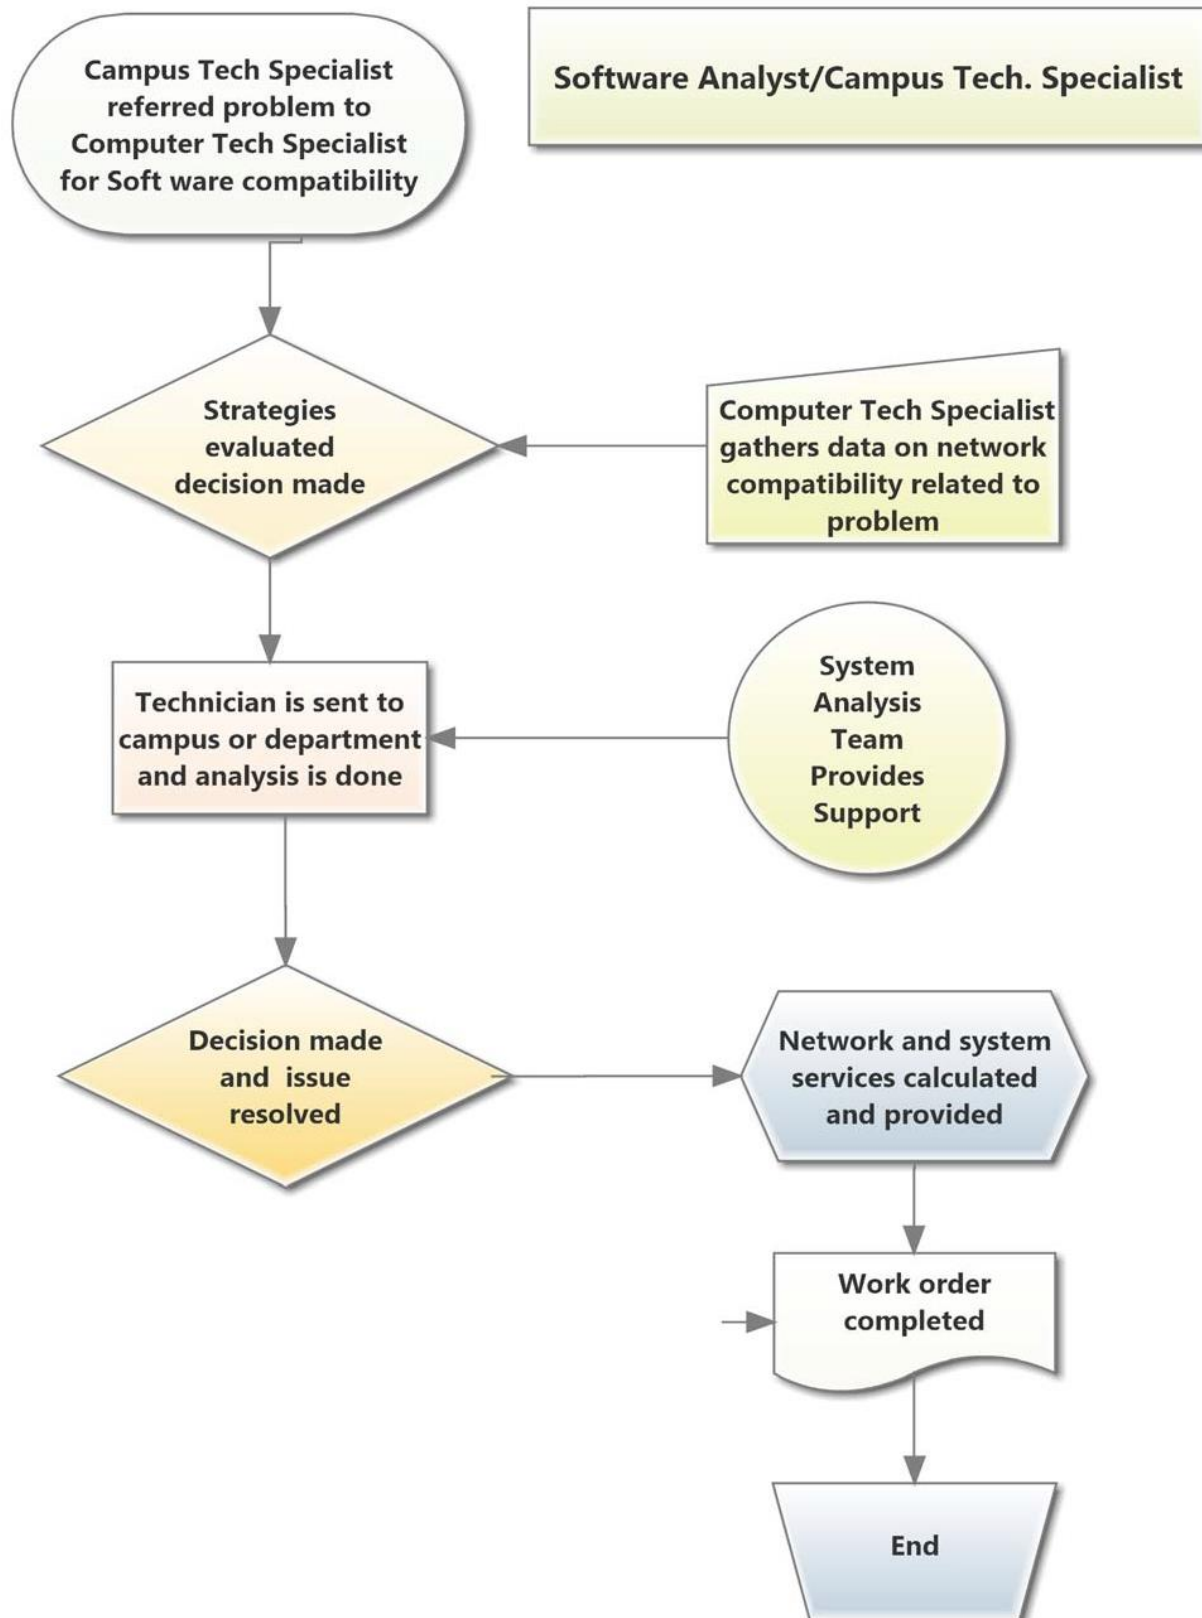 Campus Tech Specialist
referred problem to
Computer Tech Specialist
for Soft ware compatibility
Software Analyst/Campus Tech. Specialist
Strategies
evaluated
decision made
Computer Tech Specialist
gathers data on network
compatibility related to
problem
Technician is sent to
campus or department
and analysis is done
System
Analysis
Team
Provides
Support
Decision made
and issue
resolved
Network and system
services calculated
and provided
Work order
completed
End